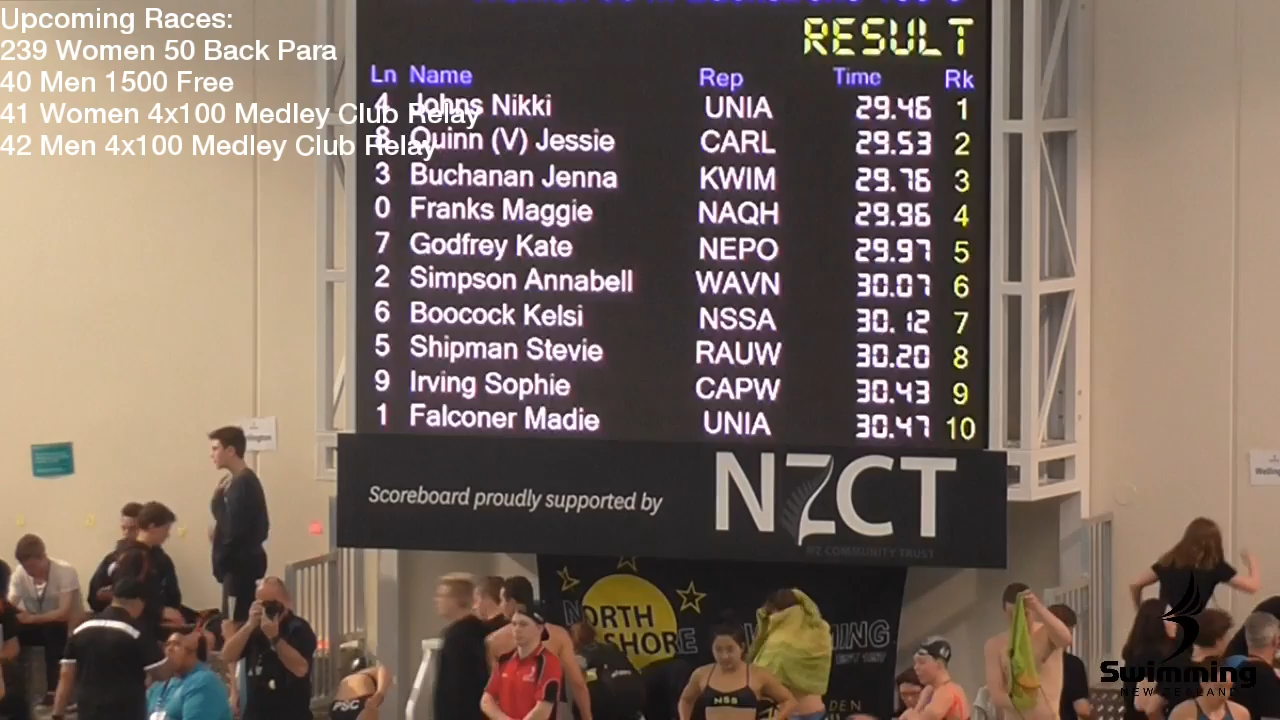 Upcoming Races:
239 Women 50 Back Para
40 Men 1500 Free
41 Women 4x100 Medley Club Relay
42 Men 4x100 Medley Club Relay
RESULT
Ln Name Rep Time Rk
4 Johns Nikki UNIA 29.46 1
8 Quinn (V) Jessie CARL 29.53 2
3 Buchanan Jenna KWIM 29.76 3
0 Franks Maggie NAQH 29.96 4
7 Godfrey Kate NEPO 29.97 5
2 Simpson Annabell WAVN 30.07 6
6 Boocock Kelsi NSSA 30.12 7
5 Shipman Stevie RAUW 30.20 8
9 Irving Sophie CAPW 30.43 9
1 Falconer Madie UNIA 30.47 10
Scoreboard proudly supported by
NZCT
NZ COMMUNITY TRUST
NORTH
SHORE
EST 1957
NSS
PSC
Swimming
NEW ZEALAND